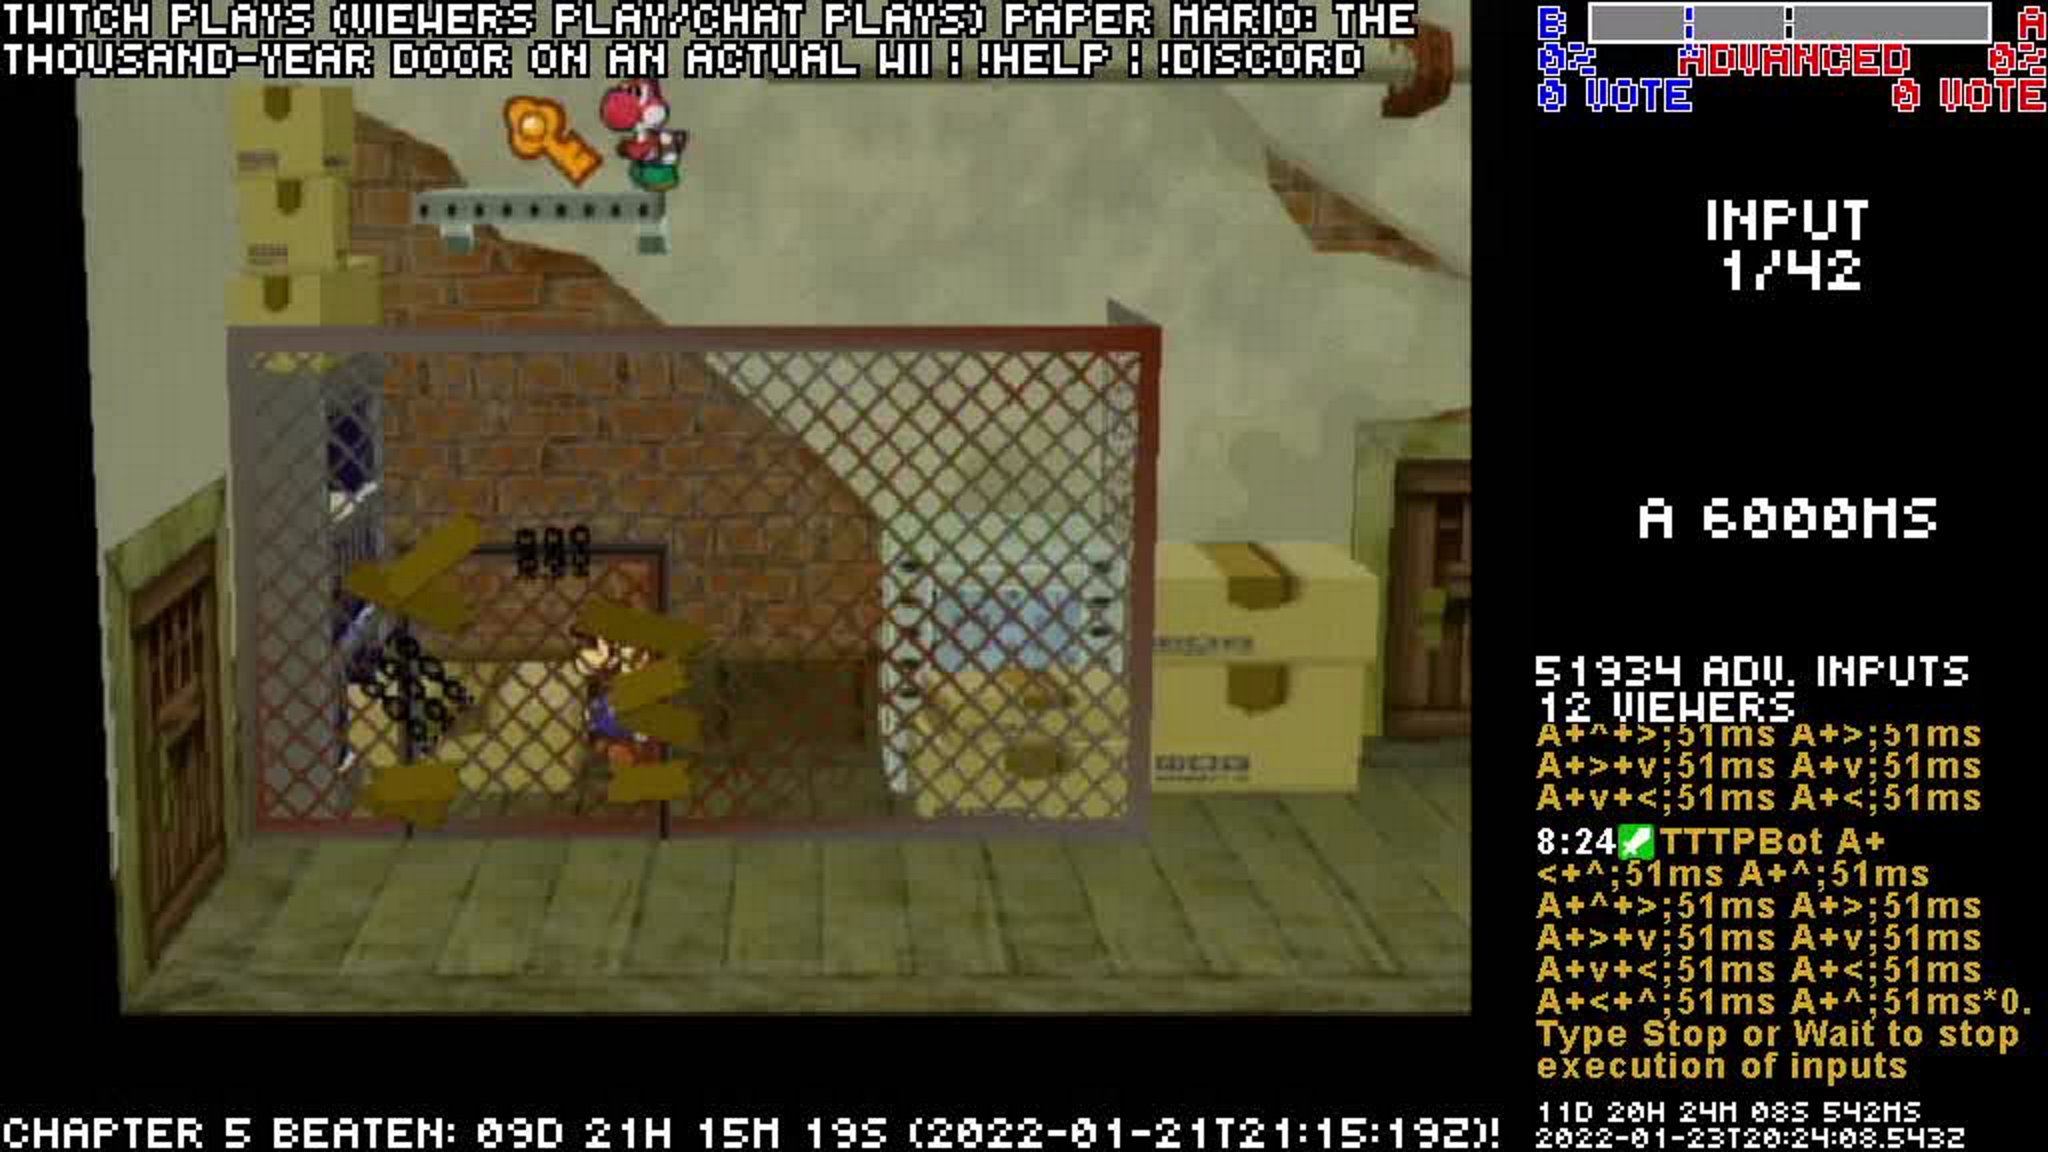 TWITCH PLAYS (VIEWERS PLAY/CHAT PLAYS) PAPER MARIO: THE
THOUSAND-YEAR DOOR ON AN ACTUAL WII | !HELP | !DISCORD
B A
0% ADVANCED 0%
0 VOTE 0 VOTE
INPUT
1/42
A 6000MS
51934 ADV. INPUTS
12 VIEWERS
A+^+>;51ms A+>;51ms
A+>+v;51ms A+v;51ms
A+v+<;51ms A+<;51ms
8:24 TTTPBot A+
<+^;51ms A+^;51ms
A+^+>;51ms A+>;51ms
A+>+v;51ms A+v;51ms
A+v+<;51ms A+<;51ms
A+<+^;51ms A+^;51ms*0.
Type Stop or Wait to stop
execution of inputs
11D 20H 24M 08S 542MS
2022-01-23T20:24:08.543Z
CHAPTER 5 BEATEN: 09D 21H 15M 19S (2022-01-21T21:15:19Z)!